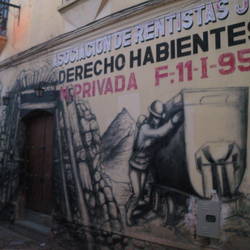 ASOCIACION DE RENTISTAS
DERECHO HABIENTES
M. PRIVADA F: 11-I-95